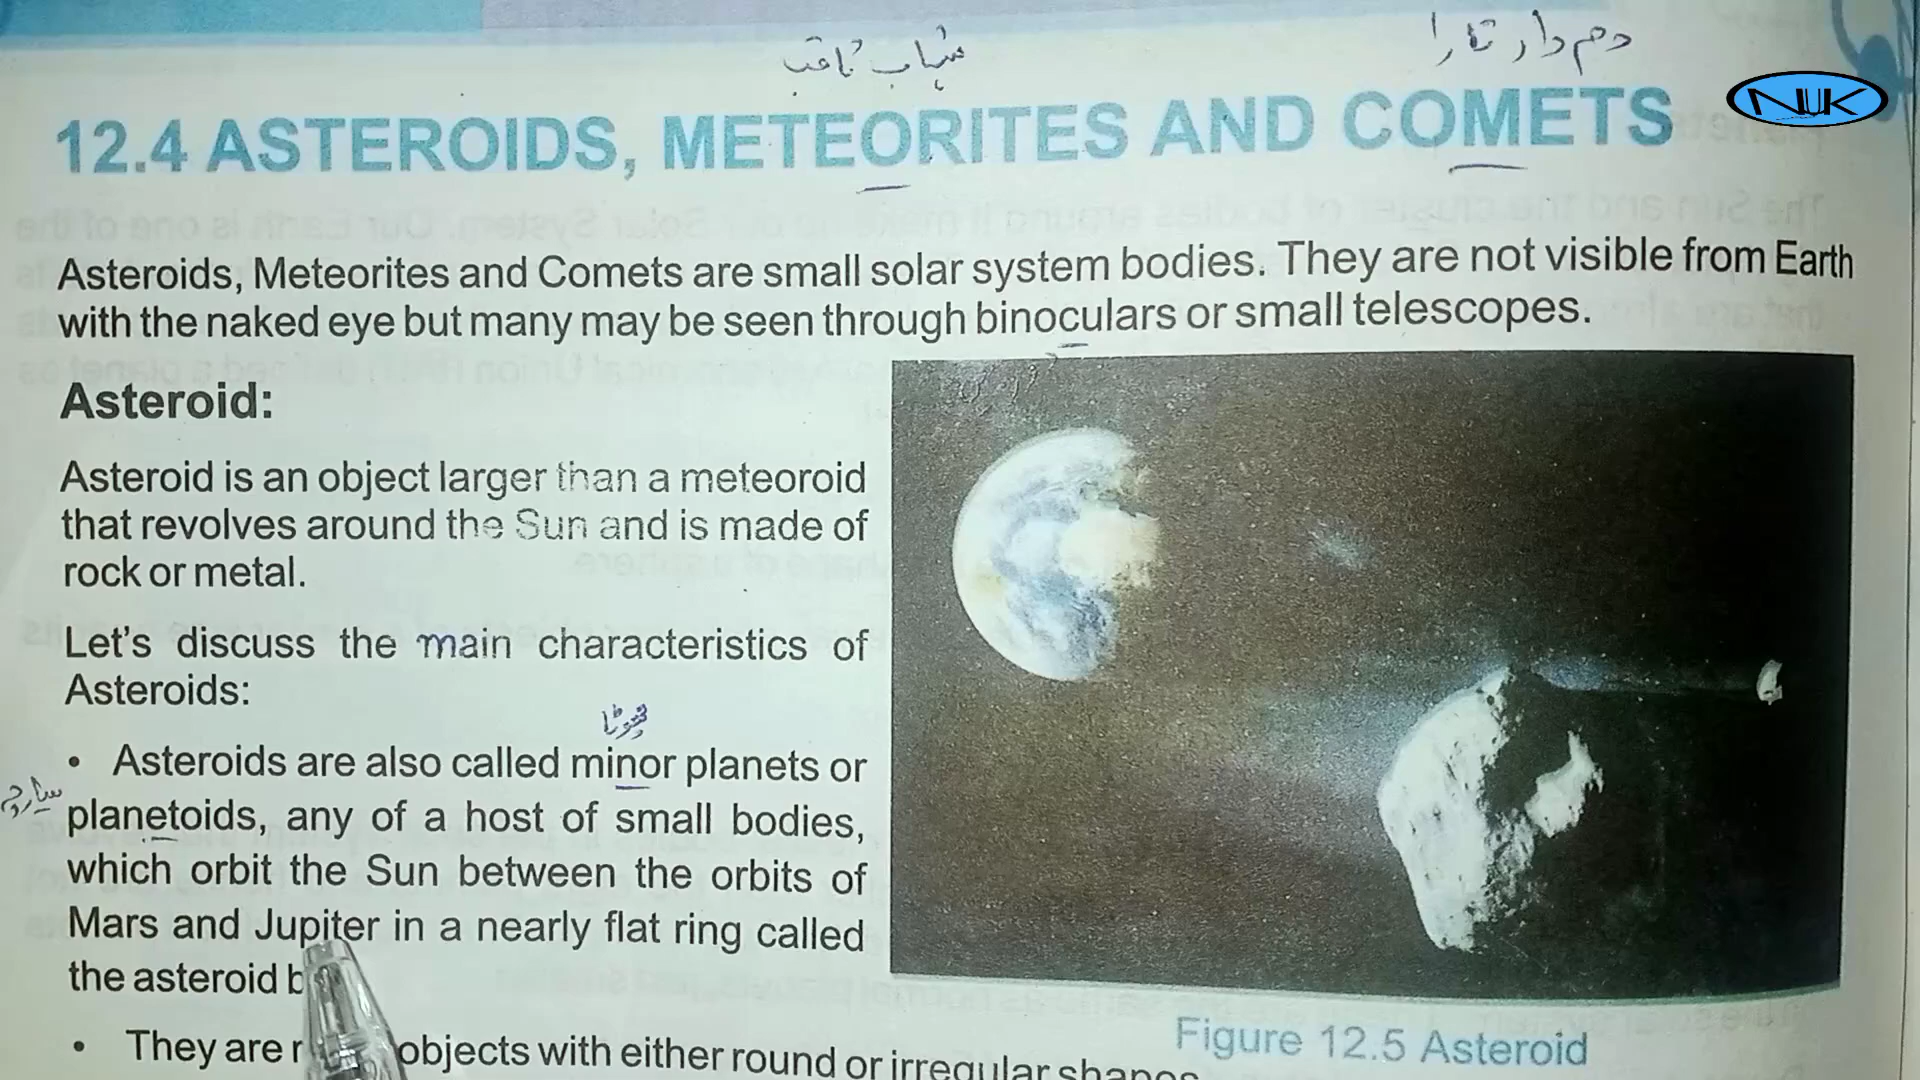 شہاب ثاقب
دم دار تارا
NUK
12.4 ASTEROIDS, METEORITES AND COMETS
Asteroids, Meteorites and Comets are small solar system bodies. They are not visible from Earth
with the naked eye but many may be seen through binoculars or small telescopes.
Asteroid:
Asteroid is an object larger than a meteoroid
that revolves around the Sun and is made of
rock or metal.
Let's discuss the main characteristics of
Asteroids:
چھوٹا
• Asteroids are also called minor planets or
سیارچہ
planetoids, any of a host of small bodies,
which orbit the Sun between the orbits of
Mars and Jupiter in a nearly flat ring called
the asteroid
• They are objects with either round or irregular shapes
Figure 12.5 Asteroid